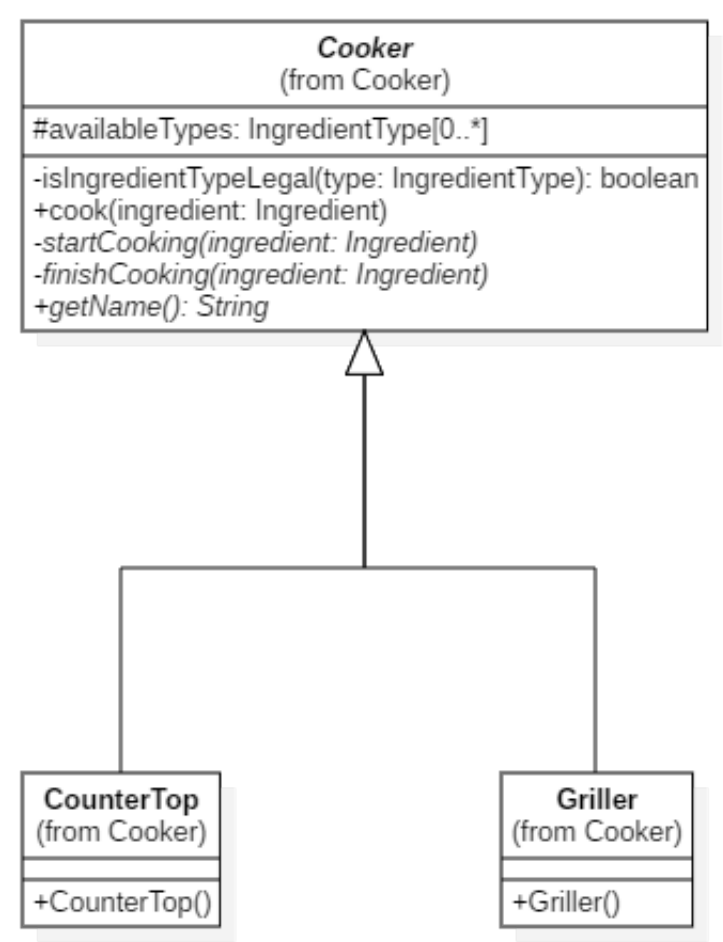 Cooker
(from Cooker)
#availableTypes: IngredientType[0..*]
-isIngredientTypeLegal(type: IngredientType): boolean
+cook(ingredient: Ingredient)
-startCooking(ingredient: Ingredient)
-finishCooking(ingredient: Ingredient)
+getName(): String
CounterTop
(from Cooker)
+CounterTop()
Griller
(from Cooker)
+Griller()